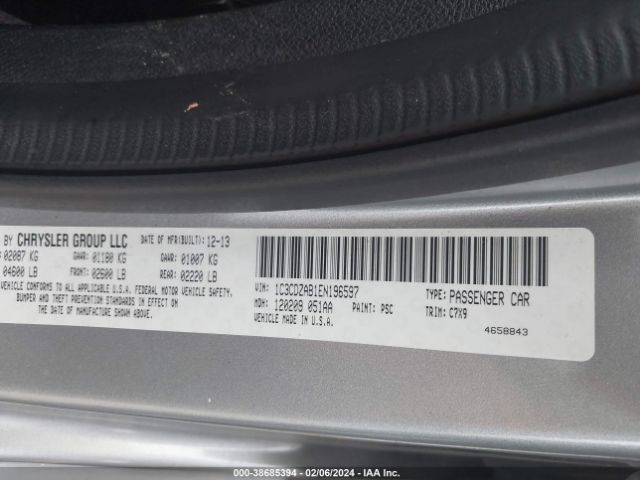 BY CHRYSLER GROUP LLC DATE OF MFR(BUILT): 12-13
02087 KG GAWR: 01180 KG GAWR: 01007 KG
04600 LB FRONT: 02600 LB REAR: 02220 LB
VEHICLE CONFORMS TO ALL APPLICABLE U.S.A. FEDERAL MOTOR VEHICLE SAFETY,
BUMPER AND THEFT PREVENTION STANDARDS IN EFFECT ON
THE DATE OF MANUFACTURE SHOWN ABOVE.
VIN: 1C3CDZAB1EN196597 TYPE: PASSENGER CAR
MDH: 120209 051AA PAINT: PSC TRIM: C7X9
VEHICLE MADE IN U.S.A.
4658843
000-38685394 - 02/06/2024 - IAA Inc.